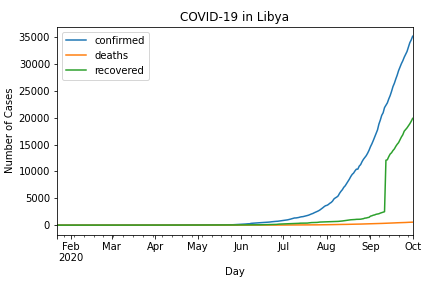 COVID-19 in Libya
confirmed
deaths
recovered
Number of Cases
35000
30000
25000
20000
15000
10000
5000
0
Feb Mar Apr May Jun Jul Aug Sep Oct
2020
Day